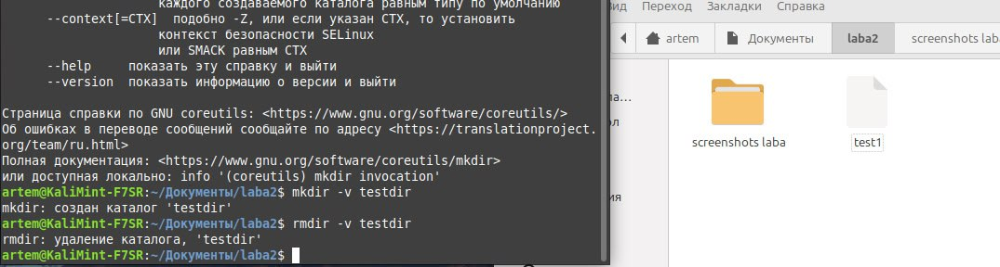 каждого создаваемого каталога равным типу по умолчанию
--context[=CTX] подобно -Z, или если указан CTX, то установить
контекст безопасности SELinux
или SMACK равным CTX
--help показать эту справку и выйти
--version показать информацию о версии и выйти
Страница справки по GNU coreutils: <https://www.gnu.org/software/coreutils/>
Об ошибках в переводе сообщений сообщайте по адресу <https://translationproject.
org/team/ru.html>
Полная документация: <https://www.gnu.org/software/coreutils/mkdir>
или доступная локально: info '(coreutils) mkdir invocation'
artem@KaliMint-F7SR:~/Документы/laba2$ mkdir -v testdir
mkdir: создан каталог 'testdir'
artem@KaliMint-F7SR:~/Документы/laba2$ rmdir -v testdir
rmdir: удаление каталога, 'testdir'
artem@KaliMint-F7SR:~/Документы/laba2$
Вид Переход Закладки Справка
artem Документы laba2 screenshots lab
ла...
ол
ия
screenshots laba
test1